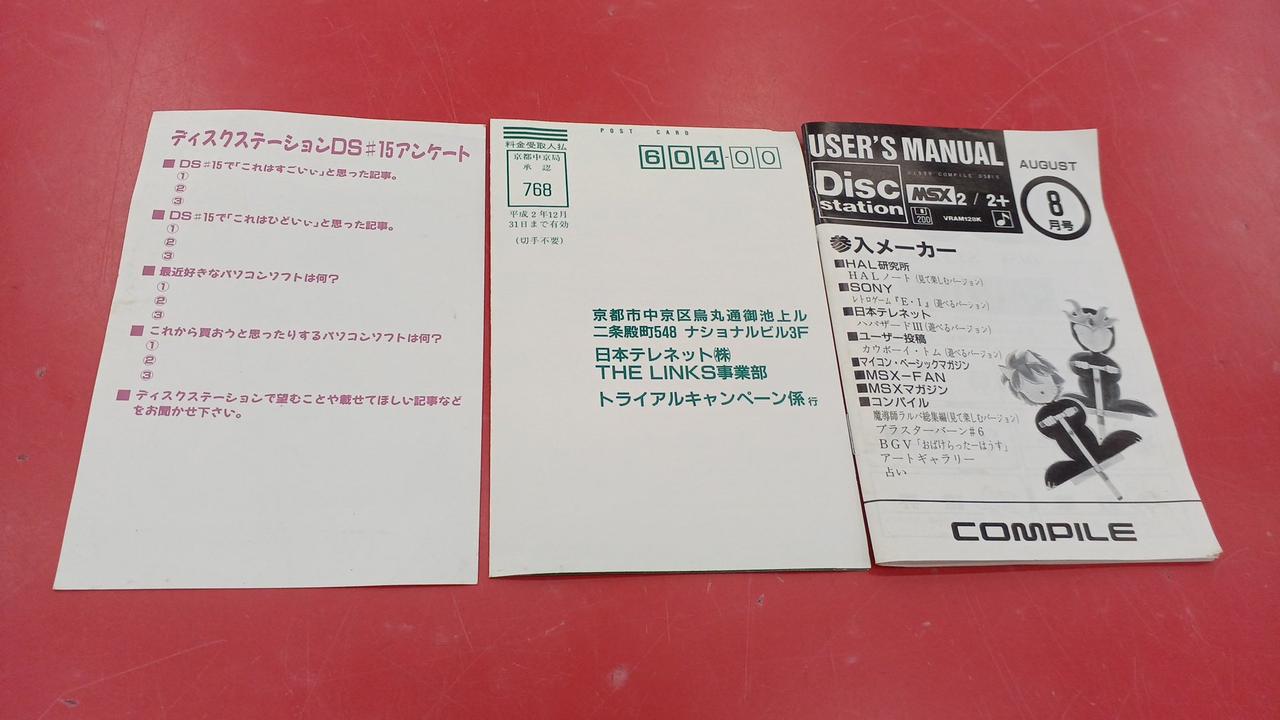 ディスクステーションDS♯15アンケート
■ DS♯15で「これはすごいぃ」と思った記事。
①
②
③
■ DS♯15で「これはひどいぃ」と思った記事。
①
②
③
■ 最近好きなパソコンソフトは何？
①
②
③
■ これから買おうと思ったりするパソコンソフトは何？
①
②
③
■ ディスクステーションで望むことや載せてほしい記事など
をお聞かせ下さい。
POST CARD
料金受取人払
京都中京局
承認
768
平成2年12月
31日まで有効
(切手不要)
604-00
京都市中京区烏丸通御池上ル
二条殿町548 ナショナルビル3F
日本テレネット㈱
THE LINKS事業部
トライアルキャンペーン係行
USER'S MANUAL
Disc
station
MSX2 / 2+
200
VRAM128K
AUGUST
8
月号
参入メーカー
■HAL研究所
HALノート(見て楽しむバージョン)
■SONY
レトロゲーム『E・I』(遊べるバージョン)
■日本テレネット
ハバザードIII(遊べるバージョン)
■ユーザー投稿
カウボーイ・トム(遊べるバージョン)
■マイコン・ベーシックマガジン
■MSX-FAN
■MSXマガジン
■コンパイル
魔導師ラルバ総集編(見て楽しむバージョン)
ブラスターバーン#6
BGV「おばけらったーはうす」
アートギャラリー
占い
COMPILE